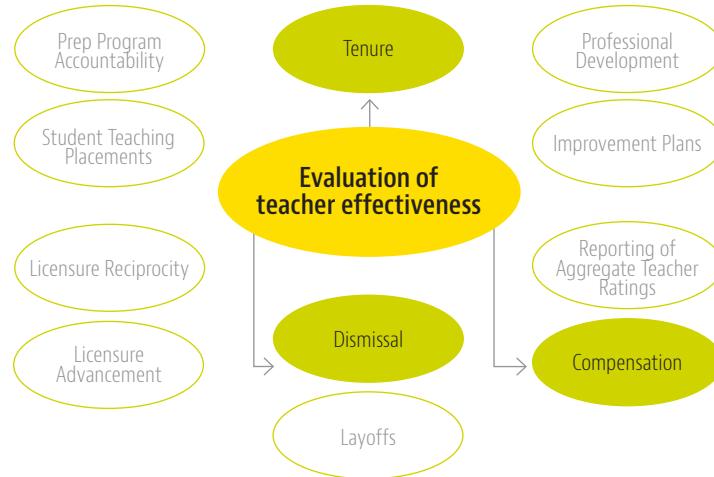 Prep Program
Accountability
Tenure
Professional
Development
Student Teaching
Placements
Improvement Plans
Evaluation of
teacher effectiveness
Licensure Reciprocity
Reporting of
Aggregate Teacher
Ratings
Dismissal
Licensure
Advancement
Compensation
Layoffs